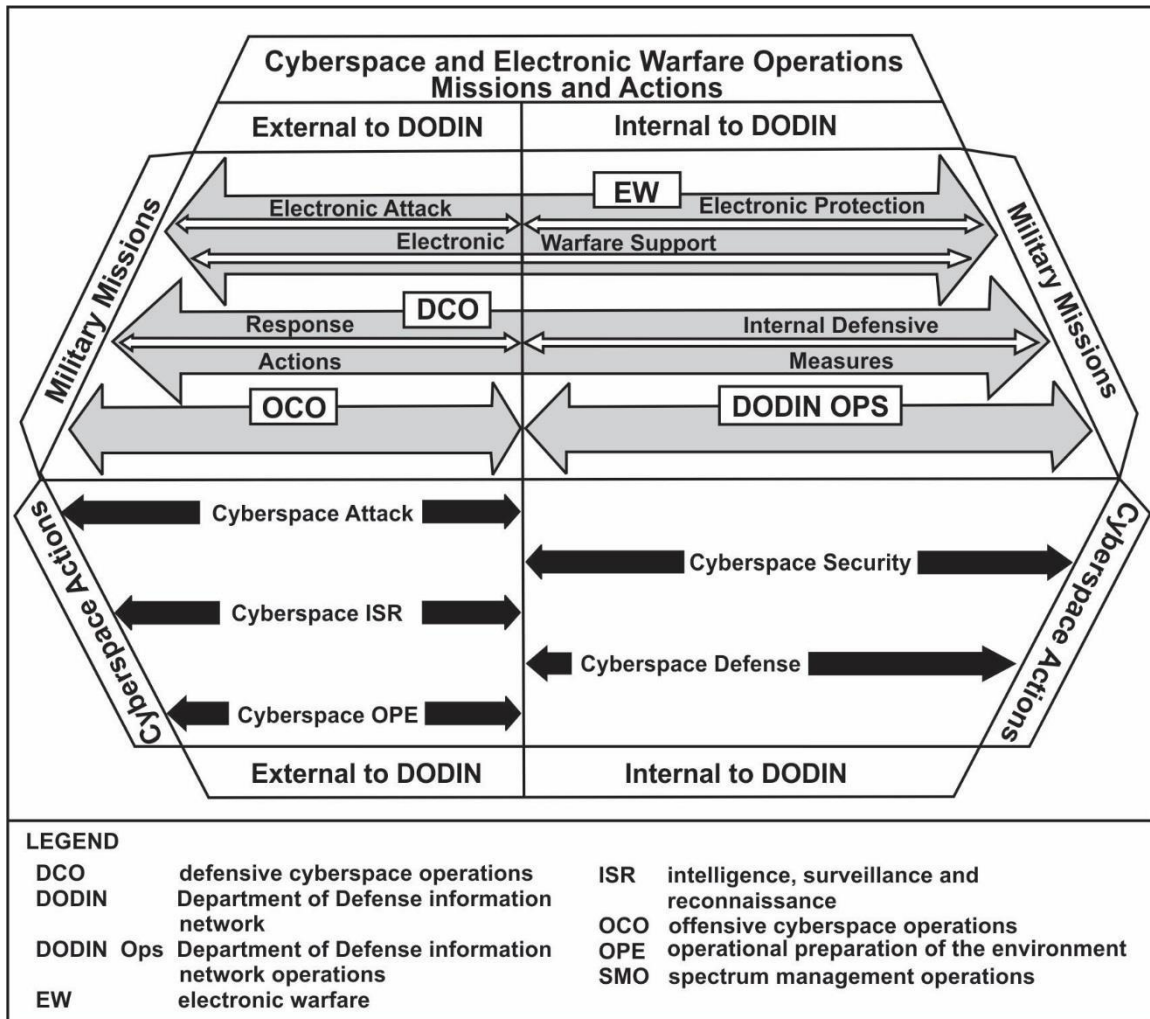 Cyberspace and Electronic Warfare Operations
Missions and Actions
External to DODIN
Internal to DODIN
Military Missions
Military Missions
EW
Electronic Attack
Electronic Protection
Electronic Warfare Support
DCO
Response
Internal Defensive
Actions
Measures
OCO
DODIN OPS
Cyberspace Actions
Cyberspace Actions
Cyberspace Attack
Cyberspace Security
Cyberspace ISR
Cyberspace Defense
Cyberspace OPE
External to DODIN
Internal to DODIN
LEGEND
DCO defensive cyberspace operations
DODIN Department of Defense information
network
DODIN Ops Department of Defense information
network operations
EW electronic warfare
ISR intelligence, surveillance and
reconnaissance
OCO offensive cyberspace operations
OPE operational preparation of the environment
SMO spectrum management operations